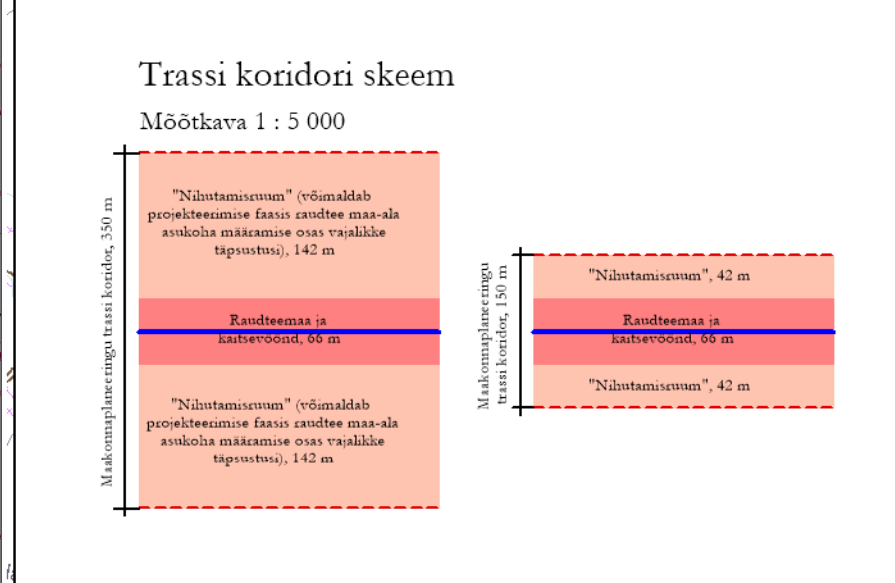 Trassi koridori skeem
Mõõtkava 1 : 5 000
Maakonnaplaneeringu trassi koridor, 350 m
"Nihutamisruum" (võimaldab
projekteerimise faasis raudtee maa-ala
asukoha määramise osas vajalikke
täpsustusi), 142 m
Raudteemaa ja
kaitsevöönd, 66 m
"Nihutamisruum" (võimaldab
projekteerimise faasis raudtee maa-ala
asukoha määramise osas vajalikke
täpsustusi), 142 m
Maakonnaplaneeringu
trassi koridor, 150 m
"Nihutamisruum", 42 m
Raudteemaa ja
kaitsevöönd, 66 m
"Nihutamisruum", 42 m